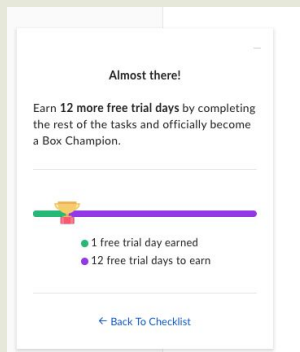 Almost there!
Earn 12 more free trial days by completing
the rest of the tasks and officially become
a Box Champion.
1 free trial day earned
12 free trial days to earn
← Back To Checklist